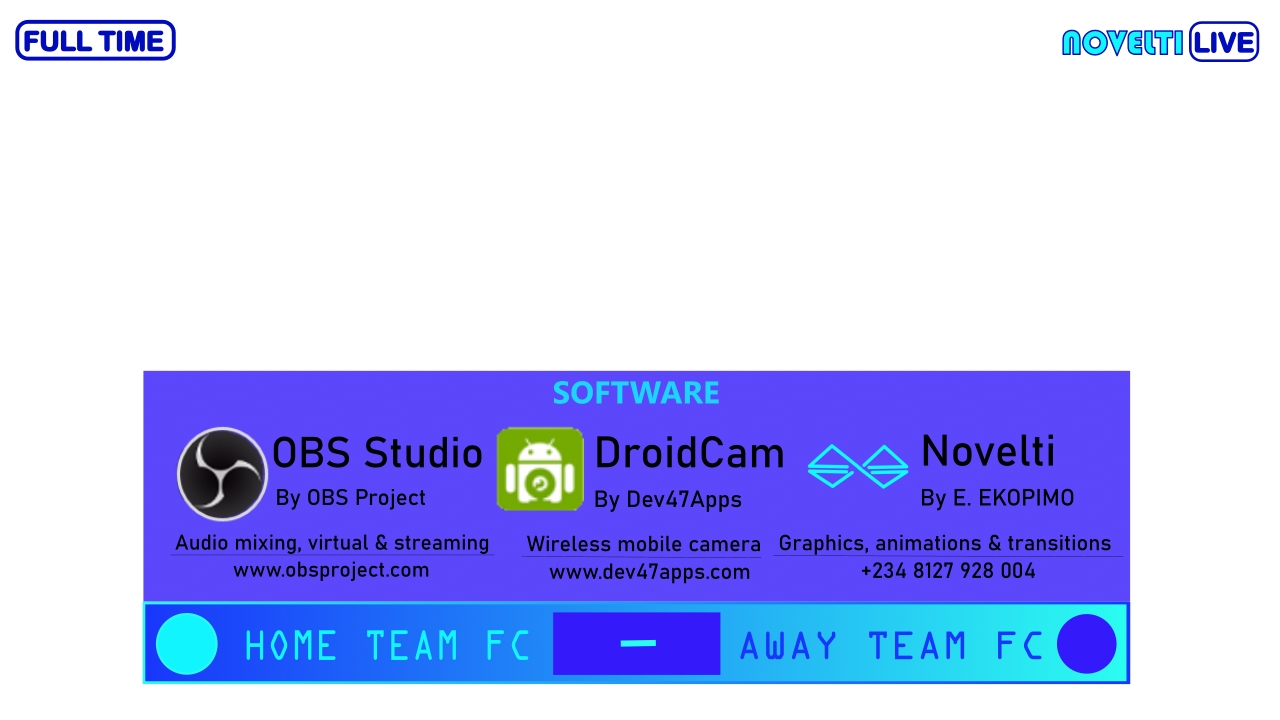 FULL TIME
NOVELTI LIVE
SOFTWARE
OBS Studio
By OBS Project
Audio mixing, virtual & streaming
www.obsproject.com
DroidCam
By Dev47Apps
Wireless mobile camera
www.dev47apps.com
Novelti
By E. EKOPIMO
Graphics, animations & transitions
+234 8127 928 004
HOME TEAM FC – AWAY TEAM FC